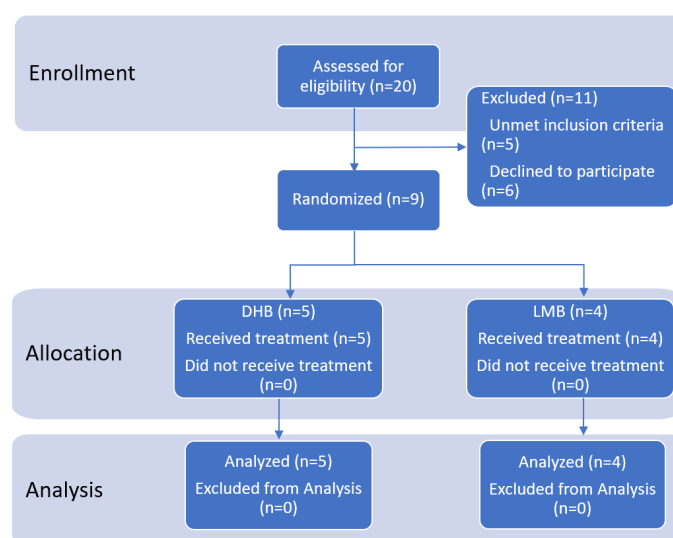 Enrollment
Assessed for
eligibility (n=20)
Excluded (n=11)
Unmet inclusion criteria
(n=5)
Declined to participate
(n=6)
Randomized (n=9)
Allocation
DHB (n=5)
Received treatment (n=5)
Did not receive treatment
(n=0)
LMB (n=4)
Received treatment (n=4)
Did not receive treatment
(n=0)
Analysis
Analyzed (n=5)
Excluded from Analysis
(n=0)
Analyzed (n=4)
Excluded from Analysis
(n=0)